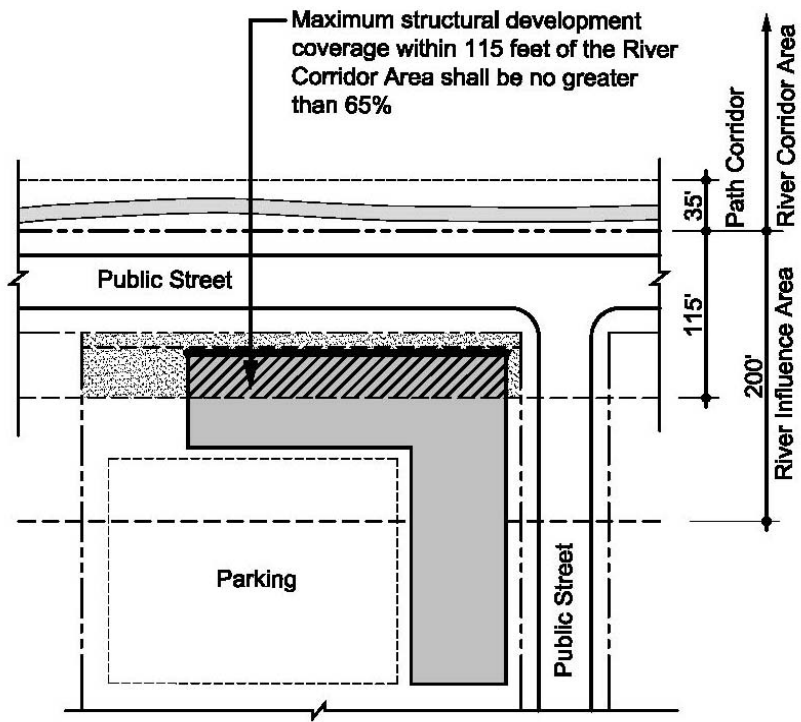 Maximum structural development
coverage within 115 feet of the River
Corridor Area shall be no greater
than 65%
Path Corridor
River Corridor Area
35'
Public Street
115'
200'
River Influence Area
Parking
Public Street